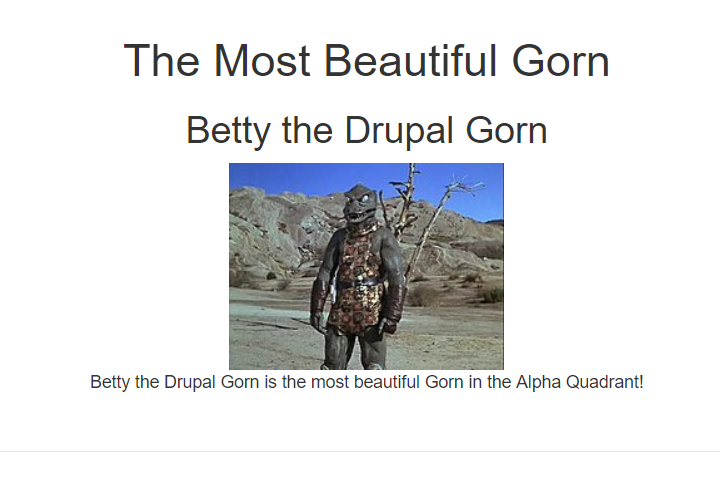 The Most Beautiful Gorn
Betty the Drupal Gorn
Betty the Drupal Gorn is the most beautiful Gorn in the Alpha Quadrant!